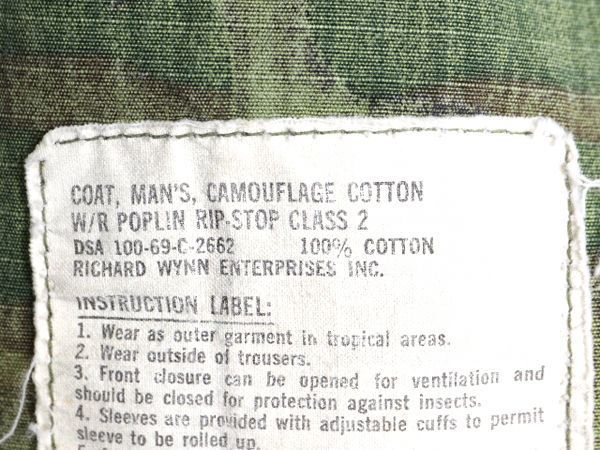 COAT, MAN'S, CAMOUFLAGE COTTON
W/R POPLIN RIP-STOP CLASS 2
DSA 100-69-C-2662 100% COTTON
RICHARD WYNN ENTERPRISES INC.
INSTRUCTION LABEL:
1. Wear as outer garment in tropical areas.
2. Wear outside of trousers.
3. Front closure can be opened for ventilation and
should be closed for protection against insects.
4. Sleeves are provided with adjustable cuffs to permit
sleeve to be rolled up.